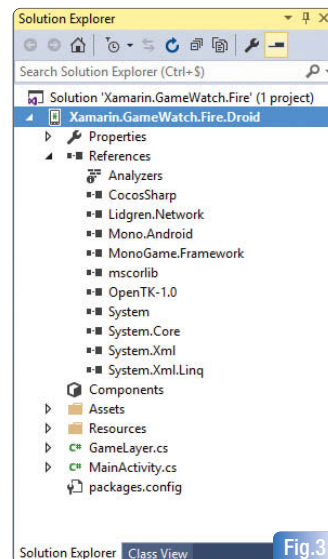 Solution Explorer
Search Solution Explorer (Ctrl+$)
Solution 'Xamarin.GameWatch.Fire' (1 project)
Xamarin.GameWatch.Fire.Droid
Properties
References
Analyzers
CocosSharp
Lidgren.Network
Mono.Android
MonoGame.Framework
mscorlib
OpenTK-1.0
System
System.Core
System.Xml
System.Xml.Linq
Components
Assets
Resources
C# GameLayer.cs
C# MainActivity.cs
packages.config
Solution Explorer Class View
Fig.3